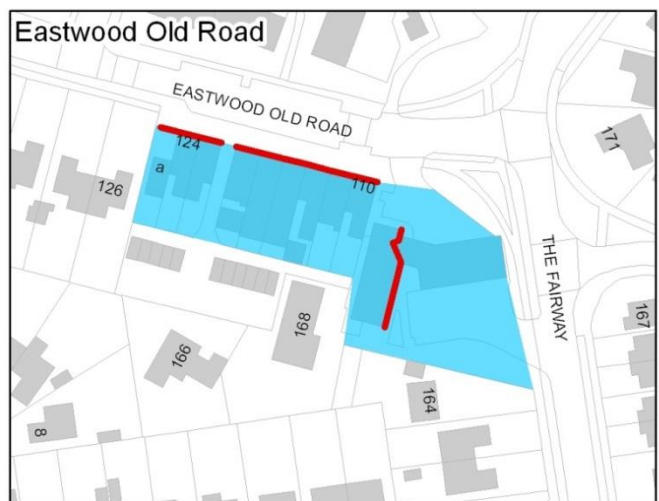 Eastwood Old Road
EASTWOOD OLD ROAD
171
124
a
126
110
THE FAIRWAY
168
167
166
164
8